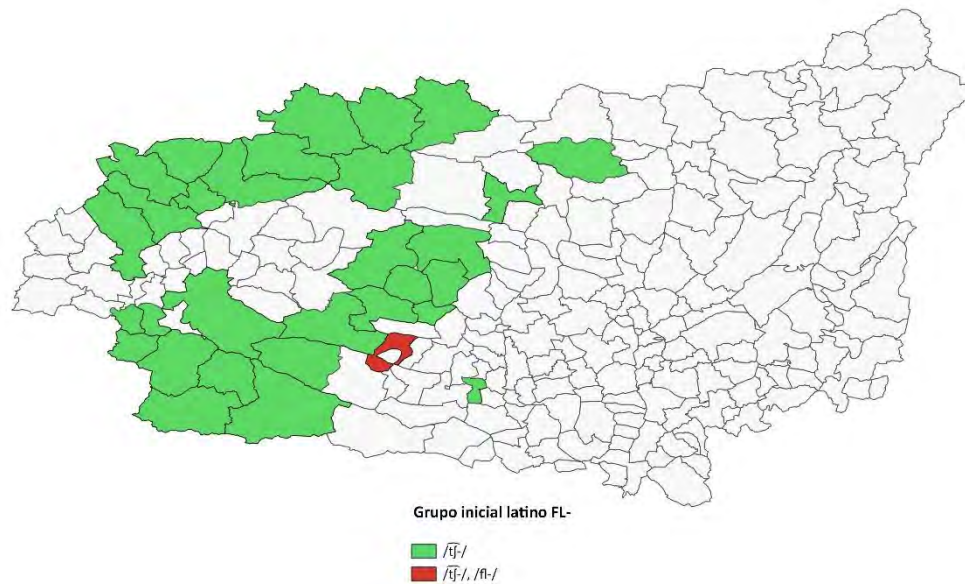 Grupo inicial latino FL-
/t͡ʃ-/
/t͡ʃ-/, /fl-/